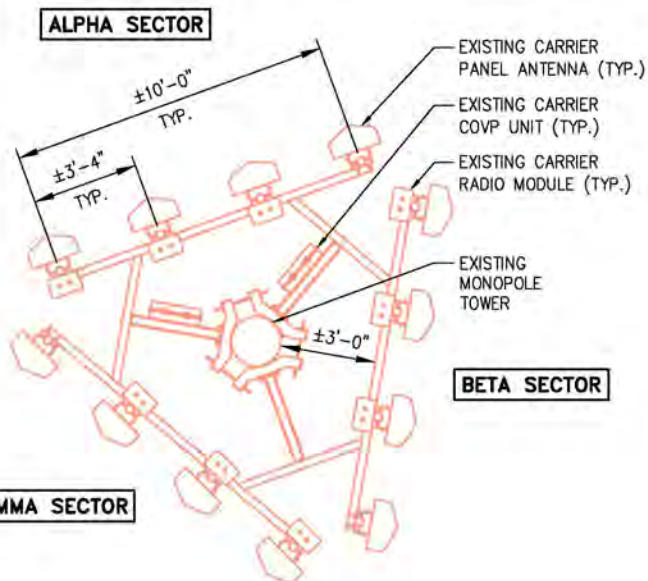 ALPHA SECTOR
±10'-0"
TYP.
±3'-4"
TYP.
EXISTING CARRIER
PANEL ANTENNA (TYP.)
EXISTING CARRIER
COVP UNIT (TYP.)
EXISTING CARRIER
RADIO MODULE (TYP.)
EXISTING
MONOPOLE
TOWER
±3'-0"
BETA SECTOR
MMA SECTOR